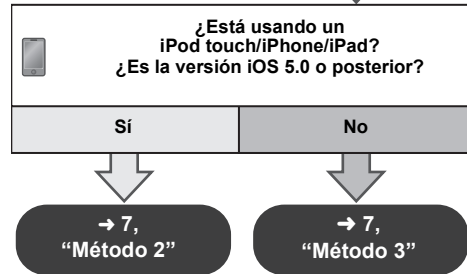 ¿Está usando un
iPod touch/iPhone/iPad?
¿Es la versión iOS 5.0 o posterior?
Sí
No
➔ 7,
“Método 2”
➔ 7,
“Método 3”